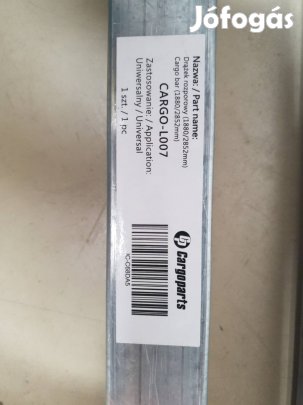 Jófogás
Nazwa: / Part name:
Drążek rozporowy (1880/2852mm)
Cargo bar (1880/2852mm)
CARGO-L007
Zastosowanie: / Application:
Uniwersalny / Universal
1 szt. / 1 pc
Cargoparts